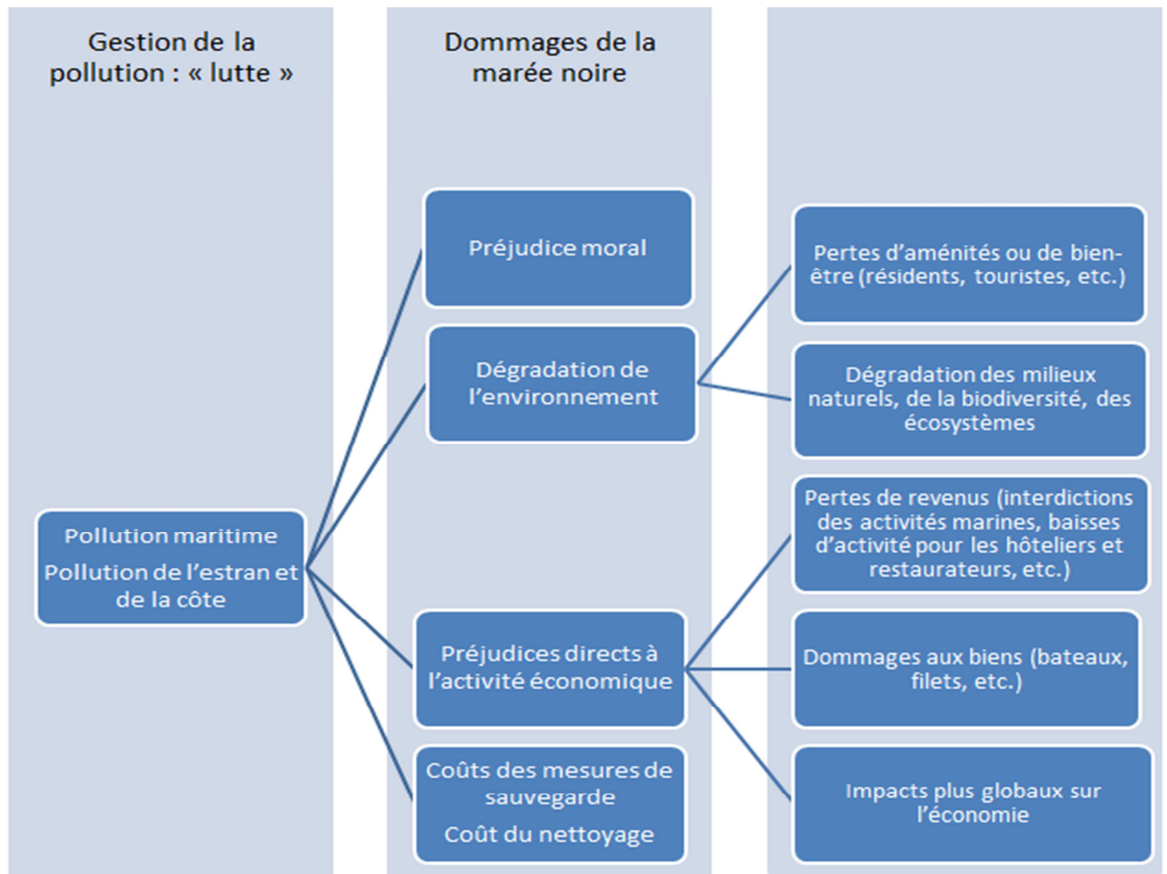 Gestion de la
pollution : « lutte »
Dommages de la
marée noire
Pollution maritime
Pollution de l'estran et
de la côte
Préjudice moral
Dégradation de
l'environnement
Préjudices directs à
l'activité économique
Coûts des mesures de
sauvegarde
Coût du nettoyage
Pertes d'aménités ou de bien-
être (résidents, touristes, etc.)
Dégradation des milieux
naturels, de la biodiversité, des
écosystèmes
Pertes de revenus (interdictions
des activités marines, baisses
d'activité pour les hôteliers et
restaurateurs, etc.)
Dommages aux biens (bateaux,
filets, etc.)
Impacts plus globaux sur
l'économie